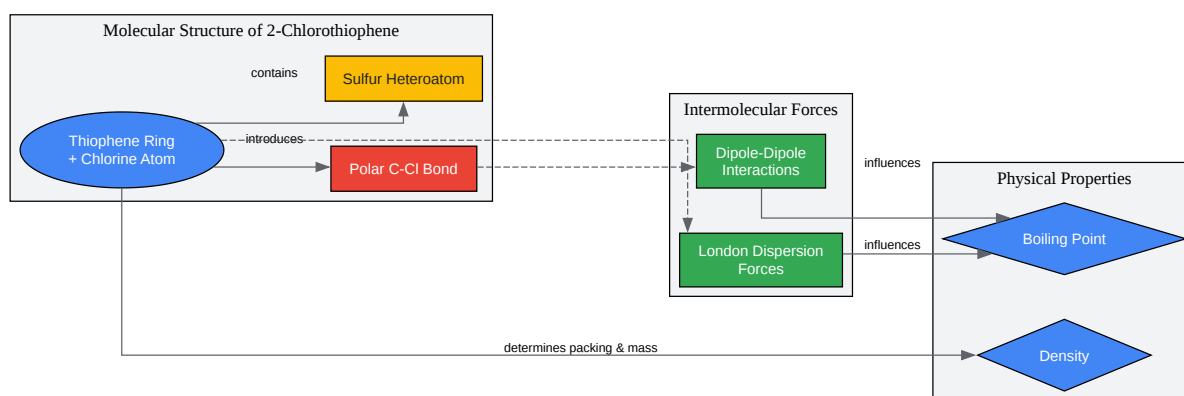 Molecular Structure of 2-Chlorothiophene
contains
Sulfur Heteroatom
Thiophene Ring
+ Chlorine Atom
introduces
Polar C-Cl Bond
Intermolecular Forces
Dipole-Dipole
Interactions
influences
London Dispersion
Forces
influences
Physical Properties
Boiling Point
determines packing & mass
Density